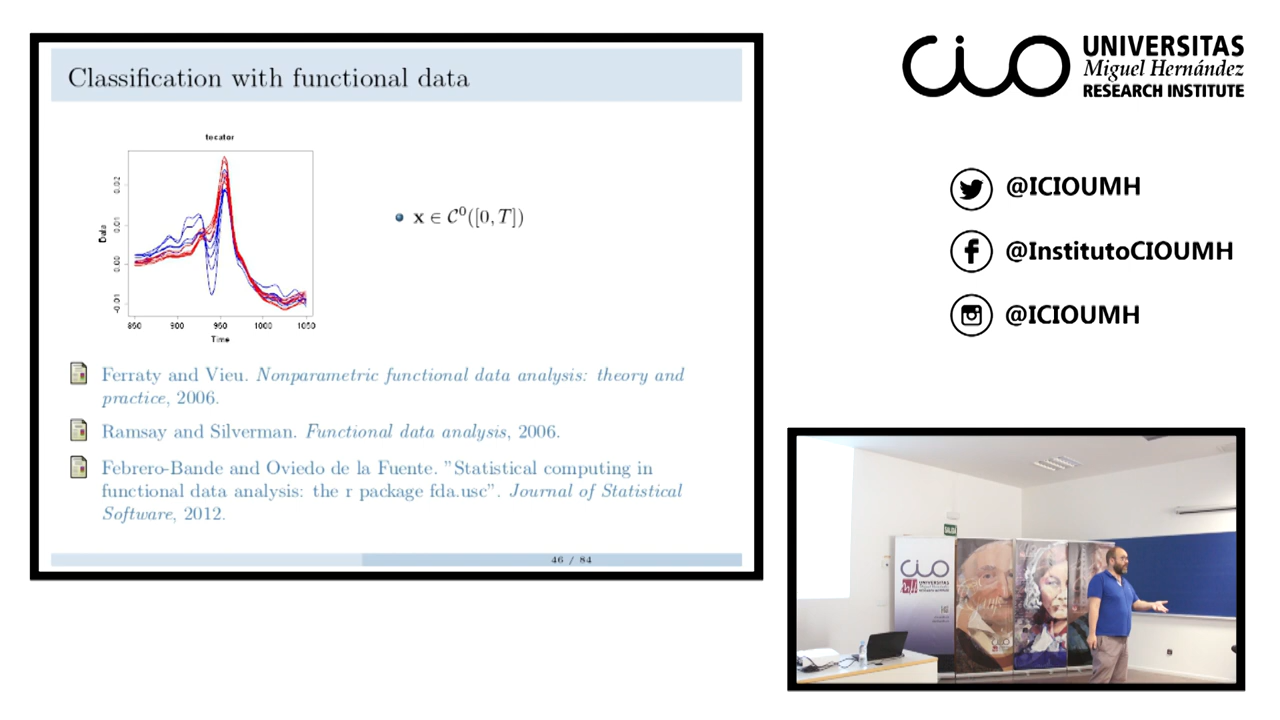 Classification with functional data
tecator
Data
0.02
0.01
0.00
-0.01
850
900
950
1000
1050
Time
x ∈ C⁰([0, T])
Ferraty and Vieu. Nonparametric functional data analysis: theory and
practice, 2006.
Ramsay and Silverman. Functional data analysis, 2006.
Febrero-Bande and Oviedo de la Fuente. "Statistical computing in
functional data analysis: the r package fda.usc". Journal of Statistical
Software, 2012.
46 / 84
cio
UNIVERSITAS
Miguel Hernández
RESEARCH INSTITUTE
@ICIOUMH
@InstitutoCIOUMH
@ICIOUMH
SALIDA
cio
UNIVERSITAS